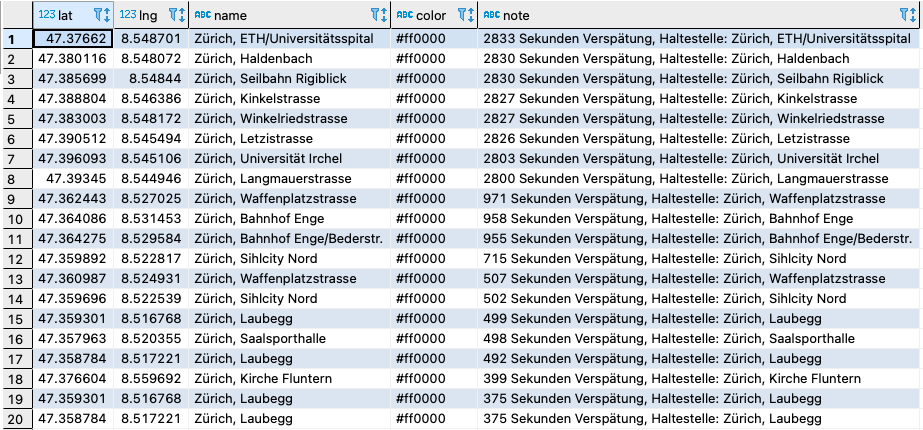 123 lat 123 lng ABC name ABC color ABC note
1 47.37662 8.548701 Zürich, ETH/Universitätsspital #ff0000 2833 Sekunden Verspätung, Haltestelle: Zürich, ETH/Universitätsspital
2 47.380116 8.548072 Zürich, Haldenbach #ff0000 2830 Sekunden Verspätung, Haltestelle: Zürich, Haldenbach
3 47.385699 8.54844 Zürich, Seilbahn Rigiblick #ff0000 2830 Sekunden Verspätung, Haltestelle: Zürich, Seilbahn Rigiblick
4 47.388804 8.546386 Zürich, Kinkelstrasse #ff0000 2827 Sekunden Verspätung, Haltestelle: Zürich, Kinkelstrasse
5 47.383003 8.548172 Zürich, Winkelriedstrasse #ff0000 2827 Sekunden Verspätung, Haltestelle: Zürich, Winkelriedstrasse
6 47.390512 8.545494 Zürich, Letzistrasse #ff0000 2826 Sekunden Verspätung, Haltestelle: Zürich, Letzistrasse
7 47.396093 8.545106 Zürich, Universität Irchel #ff0000 2803 Sekunden Verspätung, Haltestelle: Zürich, Universität Irchel
8 47.39345 8.544946 Zürich, Langmauerstrasse #ff0000 2800 Sekunden Verspätung, Haltestelle: Zürich, Langmauerstrasse
9 47.362443 8.527025 Zürich, Waffenplatzstrasse #ff0000 971 Sekunden Verspätung, Haltestelle: Zürich, Waffenplatzstrasse
10 47.364086 8.531453 Zürich, Bahnhof Enge #ff0000 958 Sekunden Verspätung, Haltestelle: Zürich, Bahnhof Enge
11 47.364275 8.529584 Zürich, Bahnhof Enge/Bederstr. #ff0000 955 Sekunden Verspätung, Haltestelle: Zürich, Bahnhof Enge/Bederstr.
12 47.359892 8.522817 Zürich, Sihlcity Nord #ff0000 715 Sekunden Verspätung, Haltestelle: Zürich, Sihlcity Nord
13 47.360987 8.524931 Zürich, Waffenplatzstrasse #ff0000 507 Sekunden Verspätung, Haltestelle: Zürich, Waffenplatzstrasse
14 47.359696 8.522539 Zürich, Sihlcity Nord #ff0000 502 Sekunden Verspätung, Haltestelle: Zürich, Sihlcity Nord
15 47.359301 8.516768 Zürich, Laubegg #ff0000 499 Sekunden Verspätung, Haltestelle: Zürich, Laubegg
16 47.357963 8.520355 Zürich, Saalsporthalle #ff0000 498 Sekunden Verspätung, Haltestelle: Zürich, Saalsporthalle
17 47.358784 8.517221 Zürich, Laubegg #ff0000 492 Sekunden Verspätung, Haltestelle: Zürich, Laubegg
18 47.376604 8.559692 Zürich, Kirche Fluntern #ff0000 399 Sekunden Verspätung, Haltestelle: Zürich, Kirche Fluntern
19 47.359301 8.516768 Zürich, Laubegg #ff0000 375 Sekunden Verspätung, Haltestelle: Zürich, Laubegg
20 47.358784 8.517221 Zürich, Laubegg #ff0000 375 Sekunden Verspätung, Haltestelle: Zürich, Laubegg